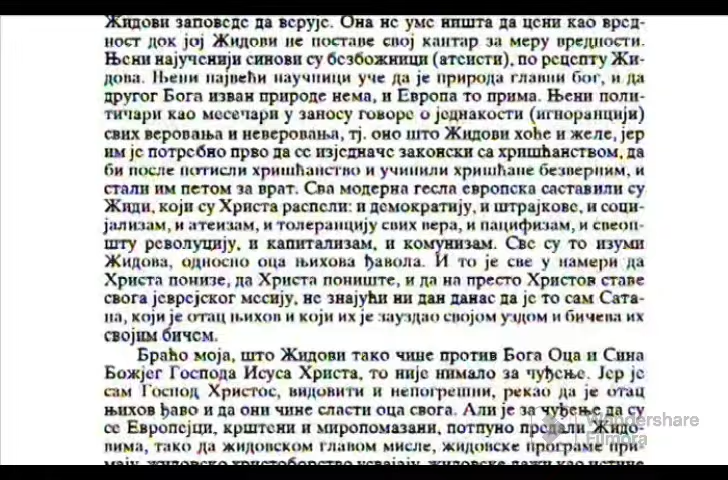 Жидови заповеде да верује. Она не уме ништа да цени као вред-
ност док јој Жидови не поставе свој кантар за меру вредности.
Њени најученији синови су безбожници (атеисти), по рецепту Жи-
дова. Њени највећи научници уче да је природа главни бог, и да
другог Бога изван природе нема, и Европа то прима. Њени поли-
тичари као месечари у заносу говоре о једнакости (игноранцији)
свих веровања и неверовања, тј. оно што Жидови хоће и желе, јер
им је потребно прво да се изједначе законски са хришћанством, да
би после потисли хришћанство и учинили хришћане безверним, и
стали им петом за врат. Сва модерна гесла европска саставили су
Жиди, који су Христа распели: и демократију, и штрајкове, и соци-
јализам, и атеизам, и толеранцију свих вера, и пацифизам, и свеоп-
шту револуцију, и капитализам, и комунизам. Све су то изуми
Жидова, односно оца њихова ђавола. И то је све у намери да
Христа понизе, да Христа пониште, и да на престо Христов ставе
свога јеврејског месију, не знајући ни дан данас да је то сам Сата-
на, који је отац њихов и који их је зауздао својом уздом и бичева их
својим бичем.
Браћо моја, што Жидови тако чине против Бога Оца и Сина
Божјег Господа Исуса Христа, то није нимало за чуђење. Јер је
сам Господ Христос, видовити и непогрешни, рекао да је отац
њихов ђаво и да они чине сласти оца свога. Али је за чуђење да су
се Европејци, крштени и миропомазани, потпуно предали Жидо-
вима, тако да жидовском главом мисле, жидовске програме при-
мају, жидовско христоборство усвајају, жидовске лажи као истине
Wondershare
Filmora